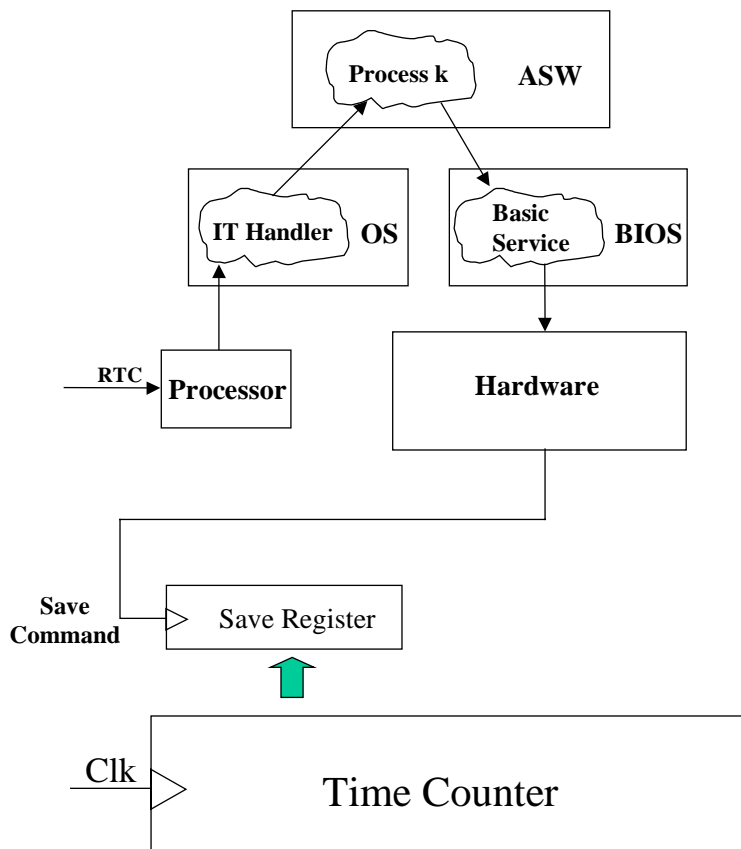 Process k
ASW
IT Handler
OS
Basic
Service
BIOS
RTC
Processor
Hardware
Save
Command
Save Register
Clk
Time Counter